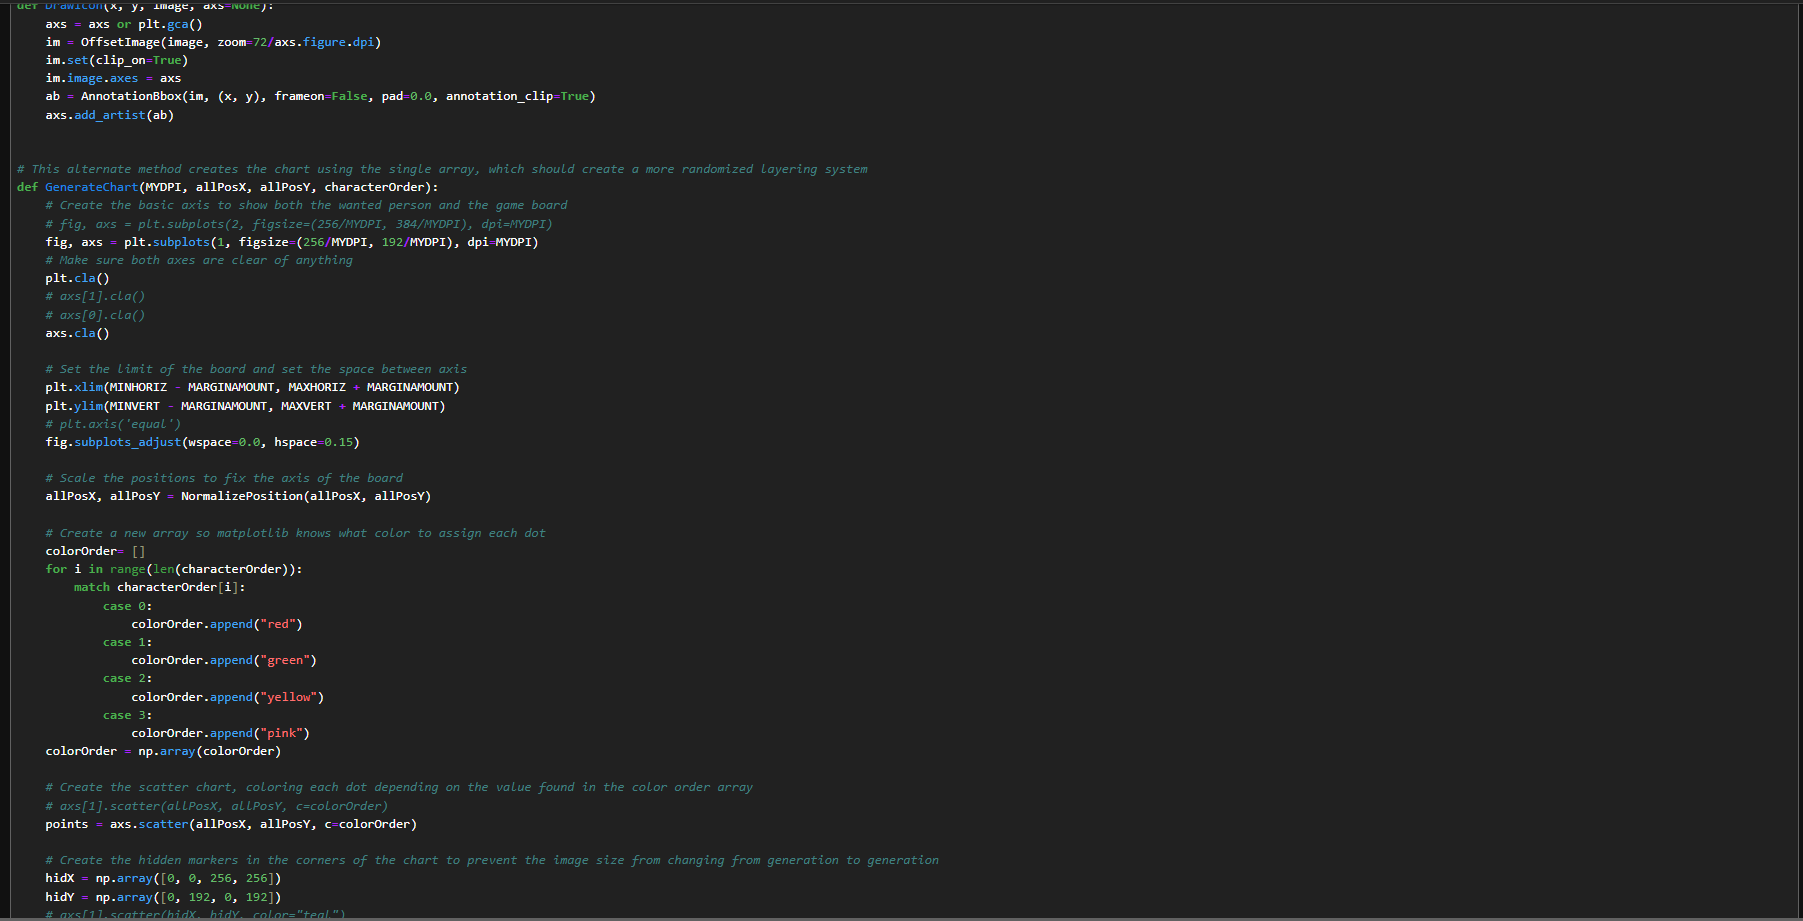 def DrawIcon(x, y, image, axs=None):
    axs = axs or plt.gca()
    im = OffsetImage(image, zoom=72/axs.figure.dpi)
    im.set(clip_on=True)
    im.image.axes = axs
    ab = AnnotationBbox(im, (x, y), frameon=False, pad=0.0, annotation_clip=True)
    axs.add_artist(ab)
# This alternate method creates the chart using the single array, which should create a more randomized layering system
def GenerateChart(MYDPI, allPosX, allPosY, characterOrder):
    # Create the basic axis to show both the wanted person and the game board
    # fig, axs = plt.subplots(2, figsize=(256/MYDPI, 384/MYDPI), dpi=MYDPI)
    fig, axs = plt.subplots(1, figsize=(256/MYDPI, 192/MYDPI), dpi=MYDPI)
    # Make sure both axes are clear of anything
    plt.cla()
    # axs[1].cla()
    # axs[0].cla()
    axs.cla()
    # Set the limit of the board and set the space between axis
    plt.xlim(MINHORIZ - MARGINAMOUNT, MAXHORIZ + MARGINAMOUNT)
    plt.ylim(MINVERT - MARGINAMOUNT, MAXVERT + MARGINAMOUNT)
    # plt.axis('equal')
    fig.subplots_adjust(wspace=0.0, hspace=0.15)
    # Scale the positions to fix the axis of the board
    allPosX, allPosY = NormalizePosition(allPosX, allPosY)
    # Create a new array so matplotlib knows what color to assign each dot
    colorOrder= []
    for i in range(len(characterOrder)):
        match characterOrder[i]:
            case 0:
                colorOrder.append("red")
            case 1:
                colorOrder.append("green")
            case 2:
                colorOrder.append("yellow")
            case 3:
                colorOrder.append("pink")
    colorOrder = np.array(colorOrder)
    # Create the scatter chart, coloring each dot depending on the value found in the color order array
    # axs[1].scatter(allPosX, allPosY, c=colorOrder)
    points = axs.scatter(allPosX, allPosY, c=colorOrder)
    # Create the hidden markers in the corners of the chart to prevent the image size from changing from generation to generation
    hidX = np.array([0, 0, 256, 256])
    hidY = np.array([0, 192, 0, 192])
    # axs[1].scatter(hidX, hidY, color="teal")